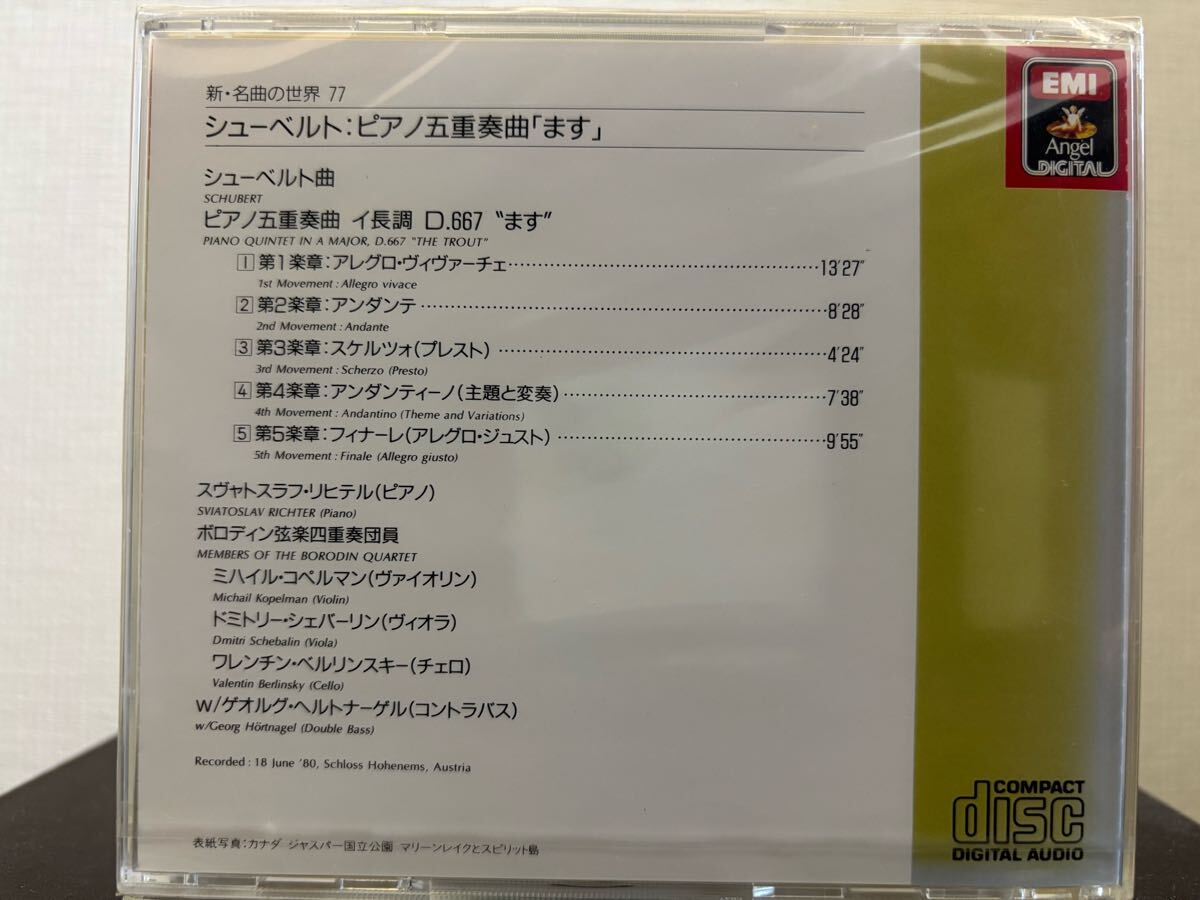 新・名曲の世界 77
シューベルト:ピアノ五重奏曲「ます」
シューベルト曲
SCHUBERT
ピアノ五重奏曲 イ長調 D.667 “ます”
PIANO QUINTET IN A MAJOR, D.667 "THE TROUT"
1 第1楽章:アレグロ・ヴィヴァーチェ 13'27"
1st Movement : Allegro vivace
2 第2楽章:アンダンテ 8'28"
2nd Movement : Andante
3 第3楽章:スケルツォ(プレスト) 4'24"
3rd Movement : Scherzo (Presto)
4 第4楽章:アンダンティーノ(主題と変奏) 7'38"
4th Movement : Andantino (Theme and Variations)
5 第5楽章:フィナーレ(アレグロ・ジュスト) 9'55"
5th Movement : Finale (Allegro giusto)
スヴャトスラフ・リヒテル(ピアノ)
SVIATOSLAV RICHTER (Piano)
ボロディン弦楽四重奏団員
MEMBERS OF THE BORODIN QUARTET
ミハイル・コペルマン(ヴァイオリン)
Michail Kopelman (Violin)
ドミトリー・シェバーリン(ヴィオラ)
Dmitri Schebalin (Viola)
ワレンチン・ベルリンスキー(チェロ)
Valentin Berlinsky (Cello)
w/ゲオルグ・ヘルトナーゲル(コントラバス)
w/Georg Hörtnagel (Double Bass)
Recorded : 18 June '80, Schloss Hohenems, Austria
表紙写真:カナダ ジャスパー国立公園 マリーンレイクとスピリット島
EMI
Angel
DIGITAL
COMPACT
disc
DIGITAL AUDIO